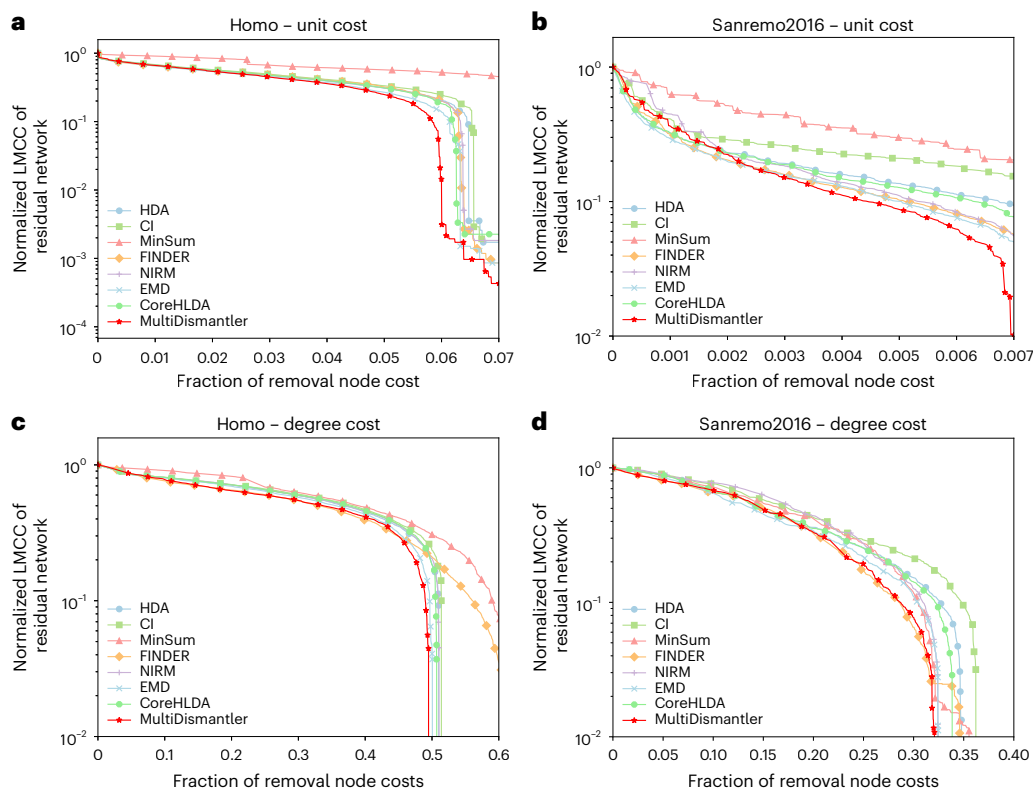 a
Homo – unit cost
Normalized LMCC of
residual network
10⁰
10⁻¹
10⁻²
10⁻³
10⁻⁴
HDA
CI
MinSum
FINDER
NIRM
EMD
CoreHLDA
MultiDismantler
0 0.01 0.02 0.03 0.04 0.05 0.06 0.07
Fraction of removal node cost
b
Sanremo2016 – unit cost
Normalized LMCC of
residual network
10⁰
10⁻¹
10⁻²
HDA
CI
MinSum
FINDER
NIRM
EMD
CoreHLDA
MultiDismantler
0 0.001 0.002 0.003 0.004 0.005 0.006 0.007
Fraction of removal node cost
c
Homo – degree cost
Normalized LMCC of
residual network
10⁰
10⁻¹
10⁻²
HDA
CI
MinSum
FINDER
NIRM
EMD
CoreHLDA
MultiDismantler
0 0.1 0.2 0.3 0.4 0.5 0.6
Fraction of removal node costs
d
Sanremo2016 – degree cost
Normalized LMCC of
residual network
10⁰
10⁻¹
10⁻²
HDA
CI
MinSum
FINDER
NIRM
EMD
CoreHLDA
MultiDismantler
0 0.05 0.10 0.15 0.20 0.25 0.30 0.35 0.40
Fraction of removal node costs